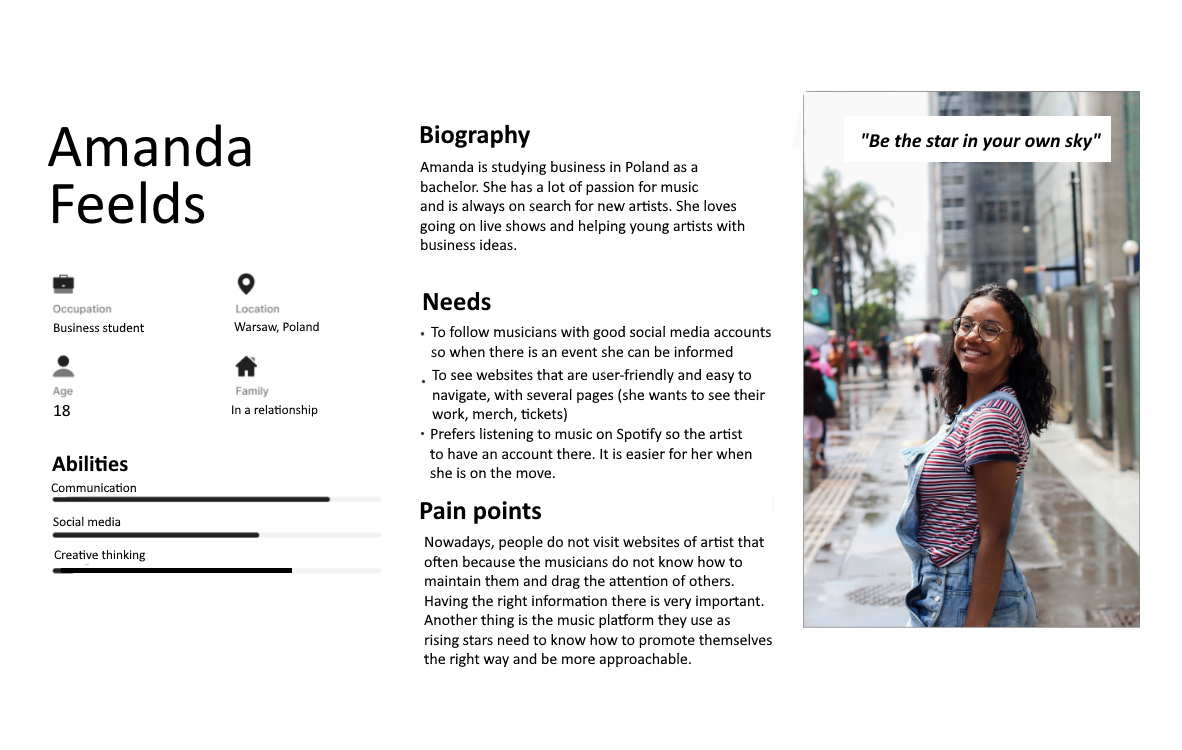 Amanda
Feelds
Occupation
Business student
Location
Warsaw, Poland
Age
18
Family
In a relationship
Abilities
Communication
Social media
Creative thinking
Biography
Amanda is studying business in Poland as a
bachelor. She has a lot of passion for music
and is always on search for new artists. She loves
going on live shows and helping young artists with
business ideas.
Needs
• To follow musicians with good social media accounts
so when there is an event she can be informed
• To see websites that are user-friendly and easy to
navigate, with several pages (she wants to see their
work, merch, tickets)
• Prefers listening to music on Spotify so the artist
to have an account there. It is easier for her when
she is on the move.
Pain points
Nowadays, people do not visit websites of artist that
often because the musicians do not know how to
maintain them and drag the attention of others.
Having the right information there is very important.
Another thing is the music platform they use as
rising stars need to know how to promote themselves
the right way and be more approachable.
"Be the star in your own sky"